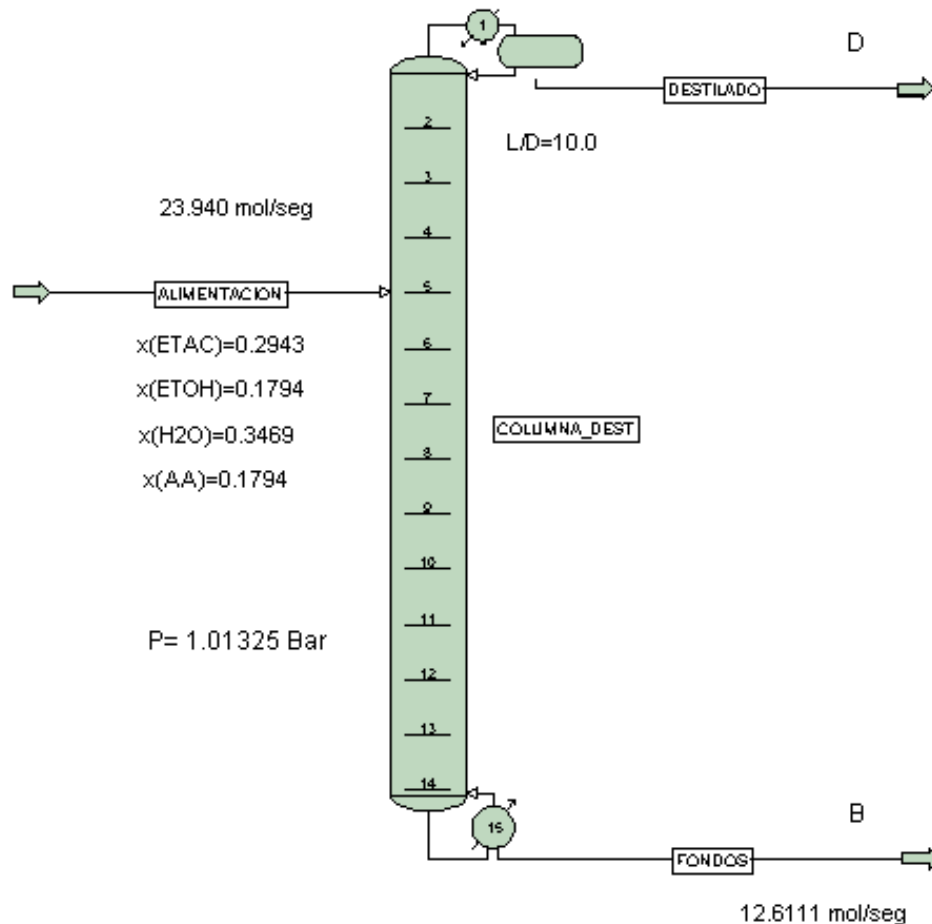 1
D
DESTILADO
L/D=10.0
2
3
23.940 mol/seg
4
ALIMENTACION
5
x(ETAC)=0.2943
6
x(ETOH)=0.1794
7
x(H2O)=0.3469
COLUMNA_DEST
8
x(AA)=0.1794
9
10
11
P= 1.01325 Bar
12
13
14
B
15
FONDOS
12.6111 mol/seg